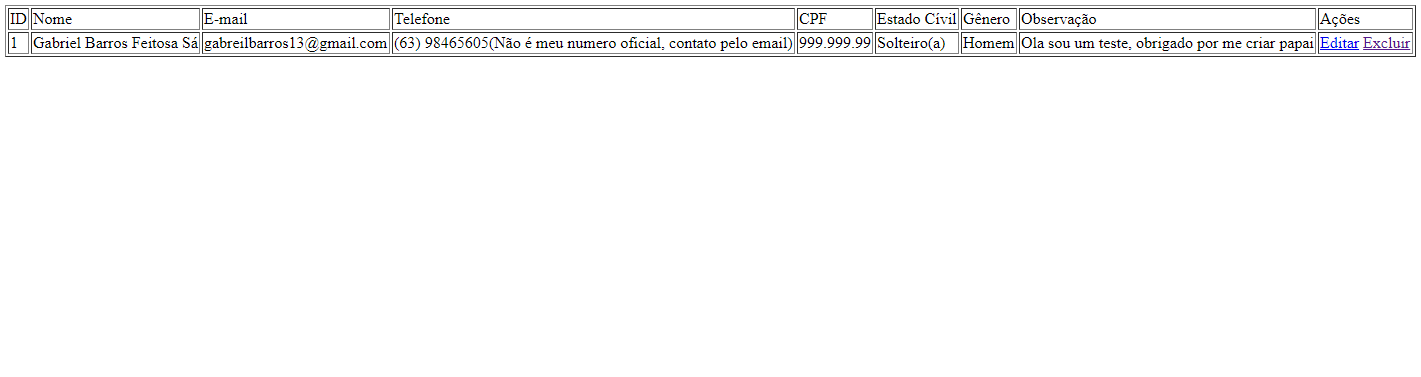 ID Nome E-mail Telefone CPF Estado Cívil Gênero Observação Ações
1 Gabriel Barros Feitosa Sá gabreilbarros13@gmail.com (63) 98465605(Não é meu numero oficial, contato pelo email) 999.999.99 Solteiro(a) Homem Ola sou um teste, obrigado por me criar papai Editar Excluir